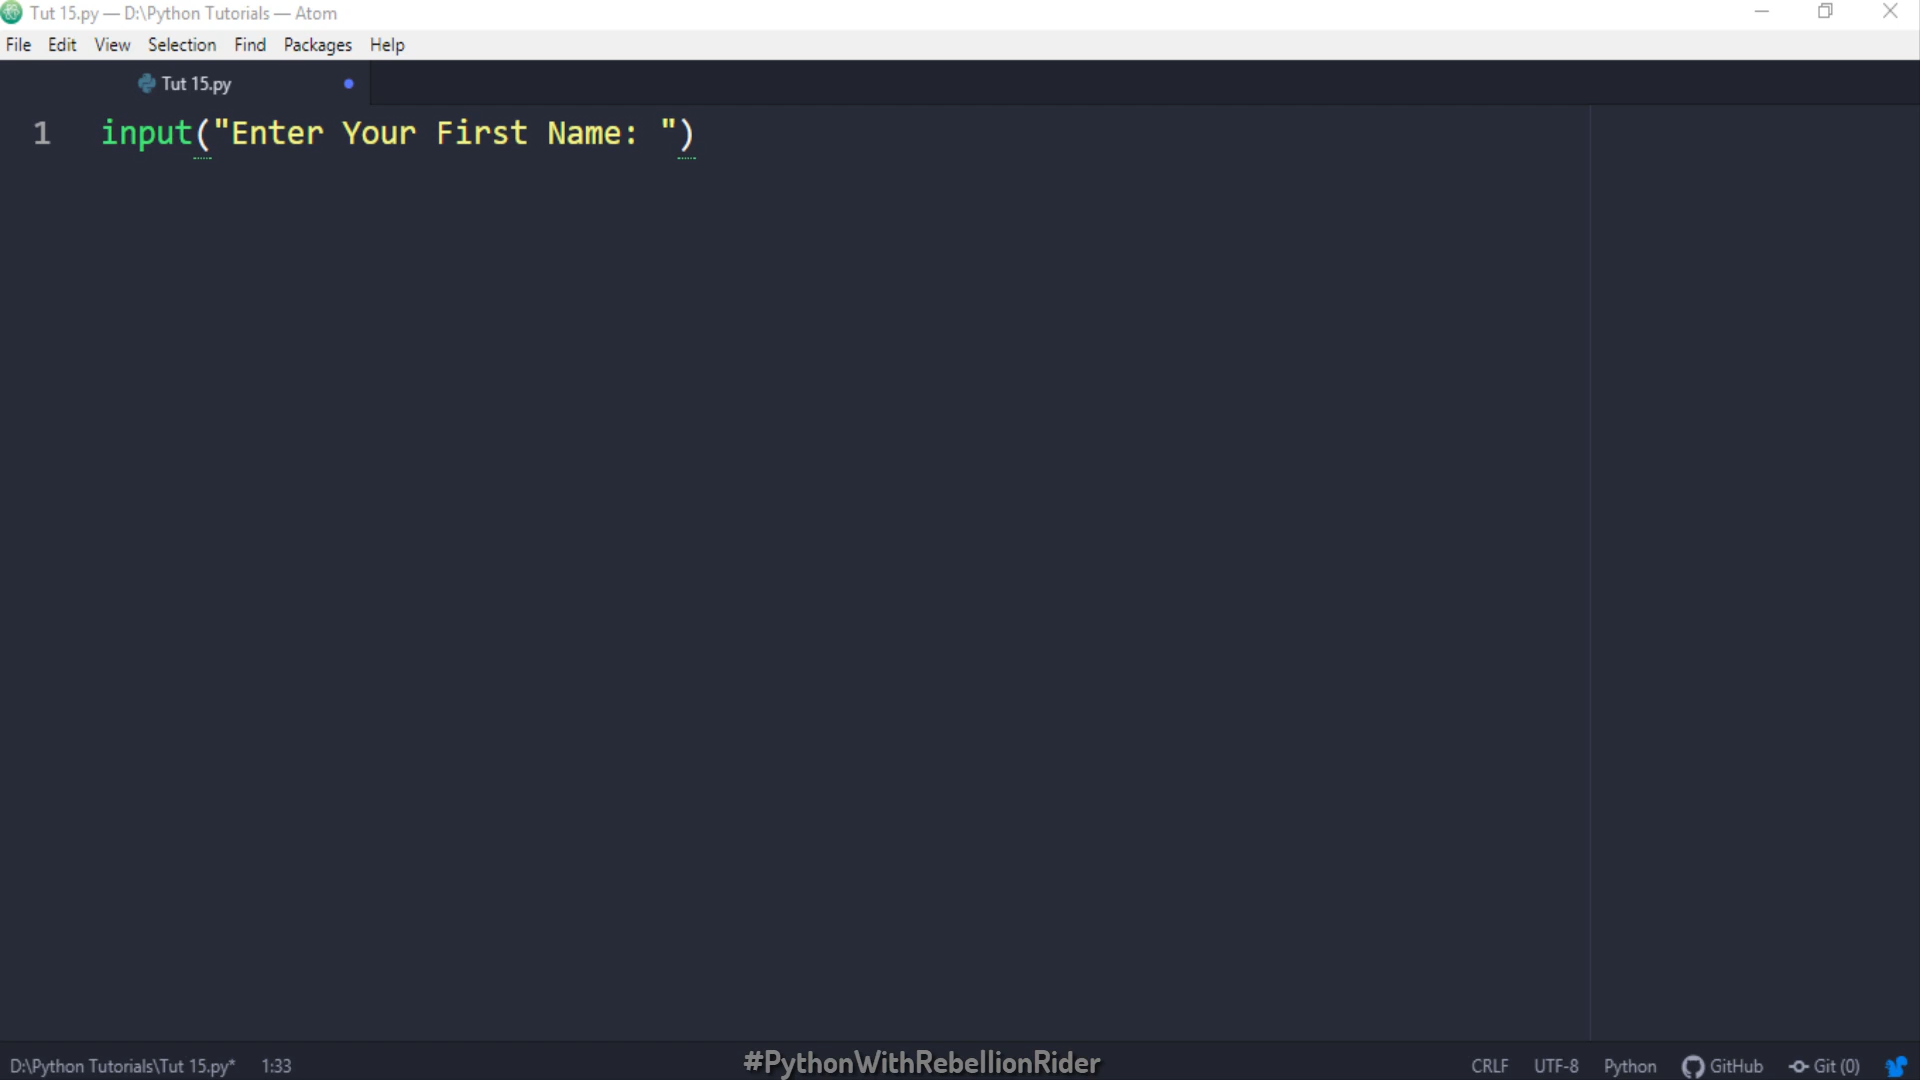 Tut 15.py — D:\Python Tutorials — Atom
File Edit View Selection Find Packages Help
Tut 15.py
1 input("Enter Your First Name: ")
D:\Python Tutorials\Tut 15.py* 1:33 #PythonWithRebellionRider CRLF UTF-8 Python GitHub Git (0)